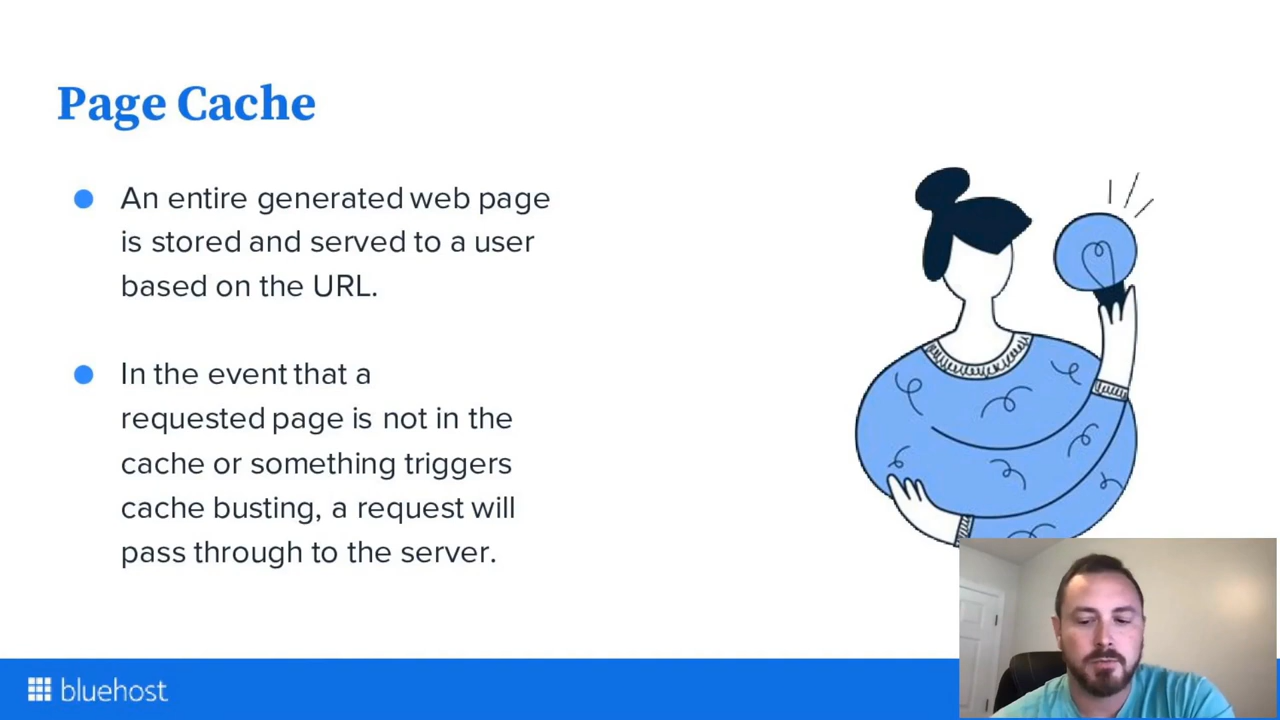 Page Cache
An entire generated web page
is stored and served to a user
based on the URL.
In the event that a
requested page is not in the
cache or something triggers
cache busting, a request will
pass through to the server.
bluehost